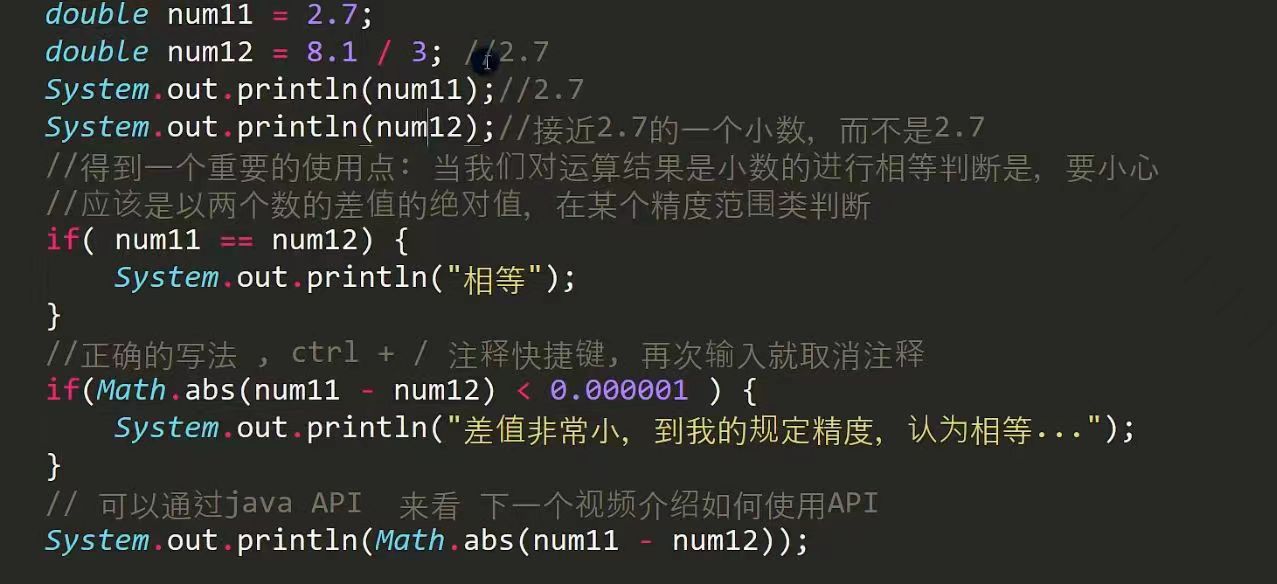 double num11 = 2.7;
double num12 = 8.1 / 3; //2.7
System.out.println(num11);//2.7
System.out.println(num12);//接近2.7的一个小数，而不是2.7
//得到一个重要的使用点：当我们对运算结果是小数的进行相等判断是，要小心
//应该是以两个数的差值的绝对值，在某个精度范围类判断
if( num11 == num12) {
System.out.println("相等");
}
//正确的写法 ，ctrl + / 注释快捷键，再次输入就取消注释
if(Math.abs(num11 - num12) < 0.000001 ) {
System.out.println("差值非常小，到我的规定精度，认为相等...");
}
// 可以通过java API 来看 下一个视频介绍如何使用API
System.out.println(Math.abs(num11 - num12));